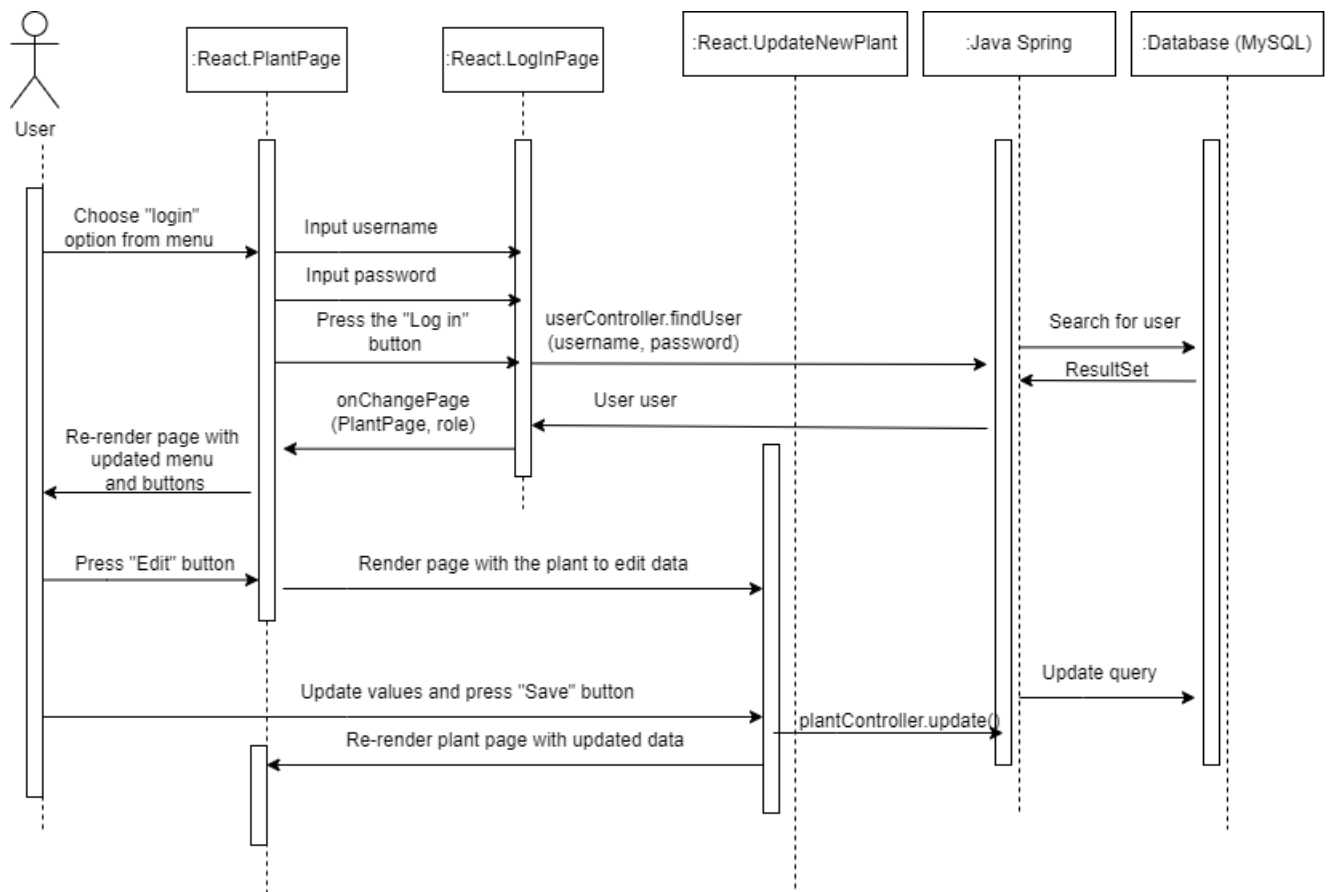 :React.PlantPage
:React.LogInPage
:React.UpdateNewPlant
:Java Spring
:Database (MySQL)
User
Choose "login"
option from menu
Input username
Input password
Press the "Log in"
button
userController.findUser
(username, password)
Search for user
ResultSet
User user
onChangePage
(PlantPage, role)
Re-render page with
updated menu
and buttons
Press "Edit" button
Render page with the plant to edit data
Update values and press "Save" button
Update query
plantController.update()
Re-render plant page with updated data